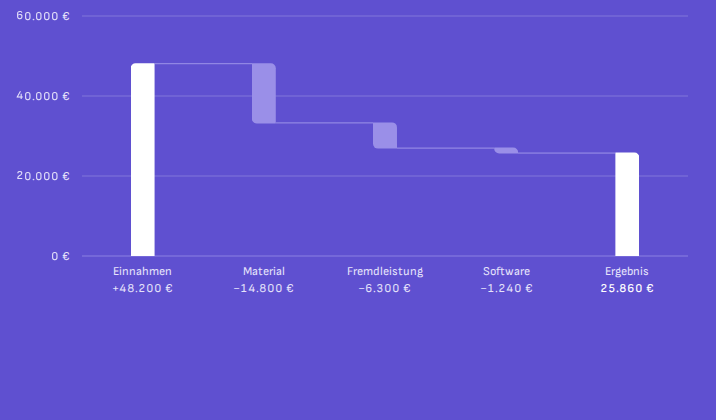 60.000 €
40.000 €
20.000 €
0 €
Einnahmen Material Fremdleistung Software Ergebnis
+48.200 € −14.800 € −6.300 € −1.240 € 25.860 €